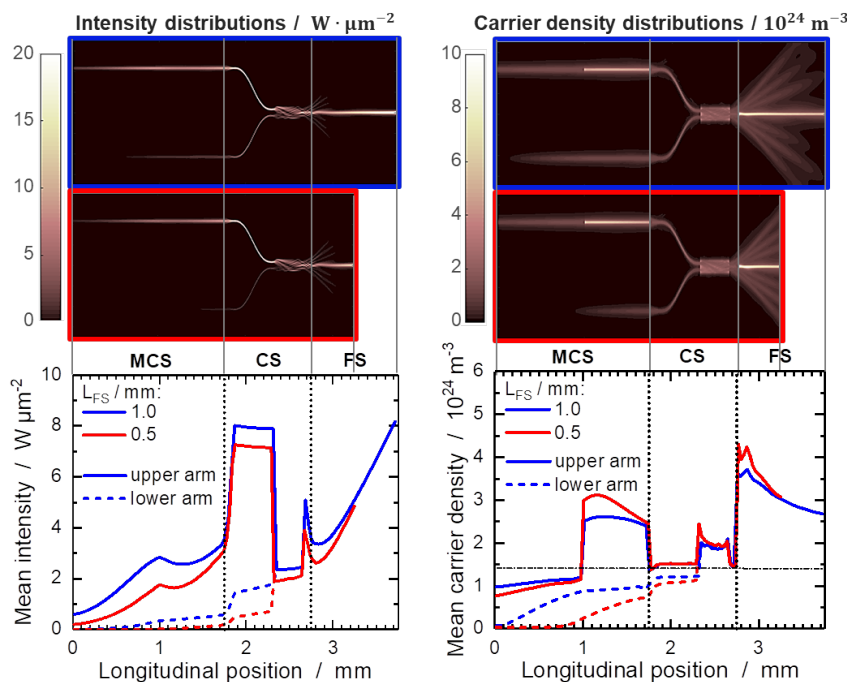 Intensity distributions / W · μm⁻²
20
15
10
5
0
MCS CS FS
Mean intensity / W μm⁻²
10
8
6
4
2
0
L_FS / mm:
1.0
0.5
upper arm
lower arm
0 1 2 3
Longitudinal position / mm
Carrier density distributions / 10²⁴ m⁻³
10
8
6
4
2
0
MCS CS FS
Mean carrier density / 10²⁴ m⁻³
6
5
4
3
2
1
0
L_FS / mm:
1.0
0.5
upper arm
lower arm
0 1 2 3
Longitudinal position / mm